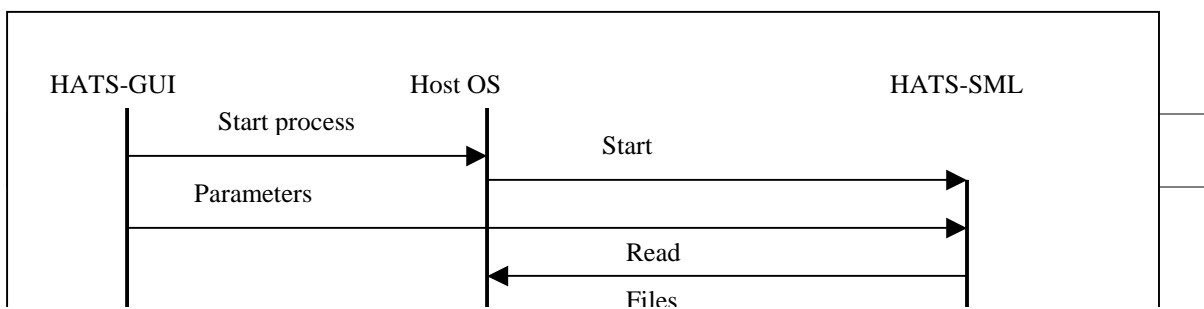 HATS-GUI Host OS HATS-SML
Start process
Start
Parameters
Read
Files